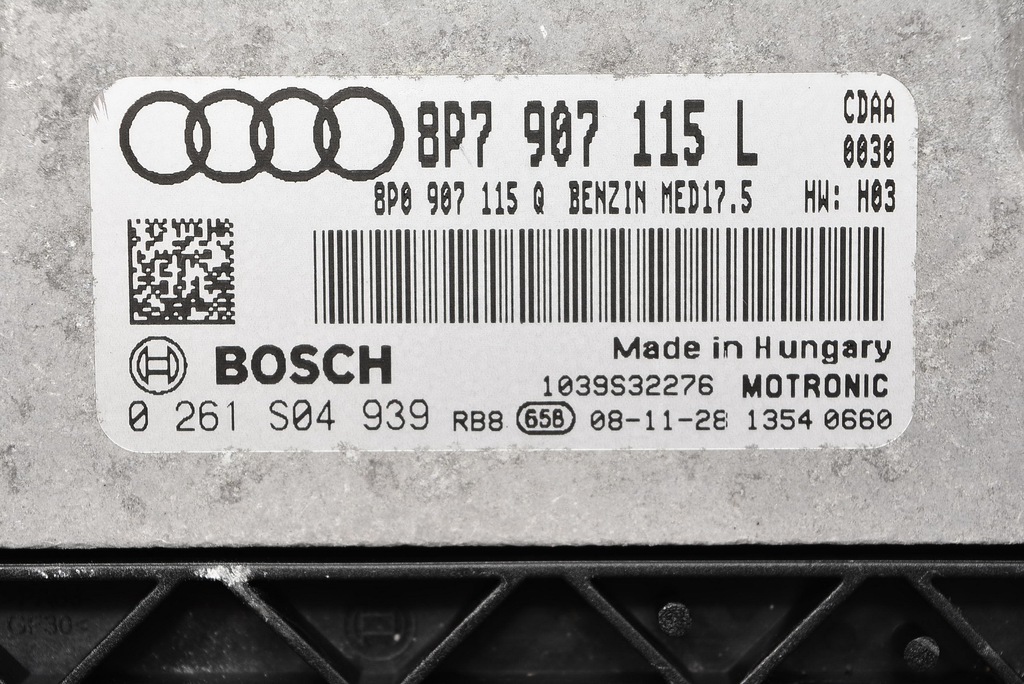 8P7 907 115 L
CDAA
0030
8P0 907 115 Q BENZIN MED17.5 HW: H03
Made in Hungary
BOSCH
1039S32276 MOTRONIC
0 261 S04 939 RB8 658 08-11-28 1354 0660
GF30<